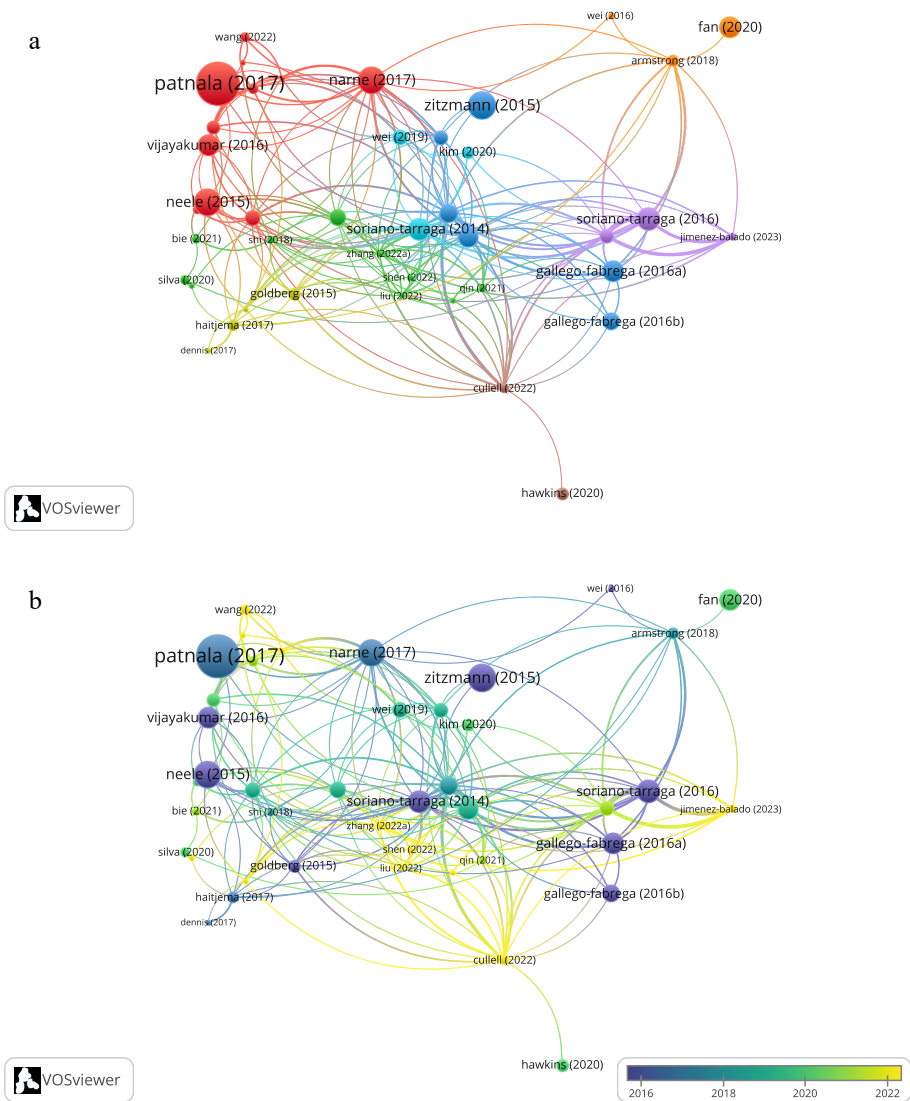 a
wei (2016)
fan (2020)
wang (2022)
armstrong (2018)
patnala (2017)
narne (2017)
zitzmann (2015)
wei (2019)
vijayakumar (2016)
kim (2020)
neele (2015)
soriano-tarraga (2016)
soriano-tarraga (2014)
bie (2021)
shi (2018)
jimenez-balado (2023)
zhang (2022a)
gallego-fabrega (2016a)
silva (2020)
shen (2022)
qin (2021)
goldberg (2015)
liu (2022)
haitjema (2017)
gallego-fabrega (2016b)
dennis (2017)
cullell (2022)
hawkins (2020)
VOSviewer
b
wei (2016)
fan (2020)
wang (2022)
armstrong (2018)
patnala (2017)
narne (2017)
zitzmann (2015)
wei (2019)
vijayakumar (2016)
kim (2020)
neele (2015)
soriano-tarraga (2016)
soriano-tarraga (2014)
bie (2021)
shi (2018)
jimenez-balado (2023)
zhang (2022a)
gallego-fabrega (2016a)
silva (2020)
shen (2022)
qin (2021)
goldberg (2015)
liu (2022)
haitjema (2017)
gallego-fabrega (2016b)
dennis (2017)
cullell (2022)
hawkins (2020)
VOSviewer
2016 2018 2020 2022